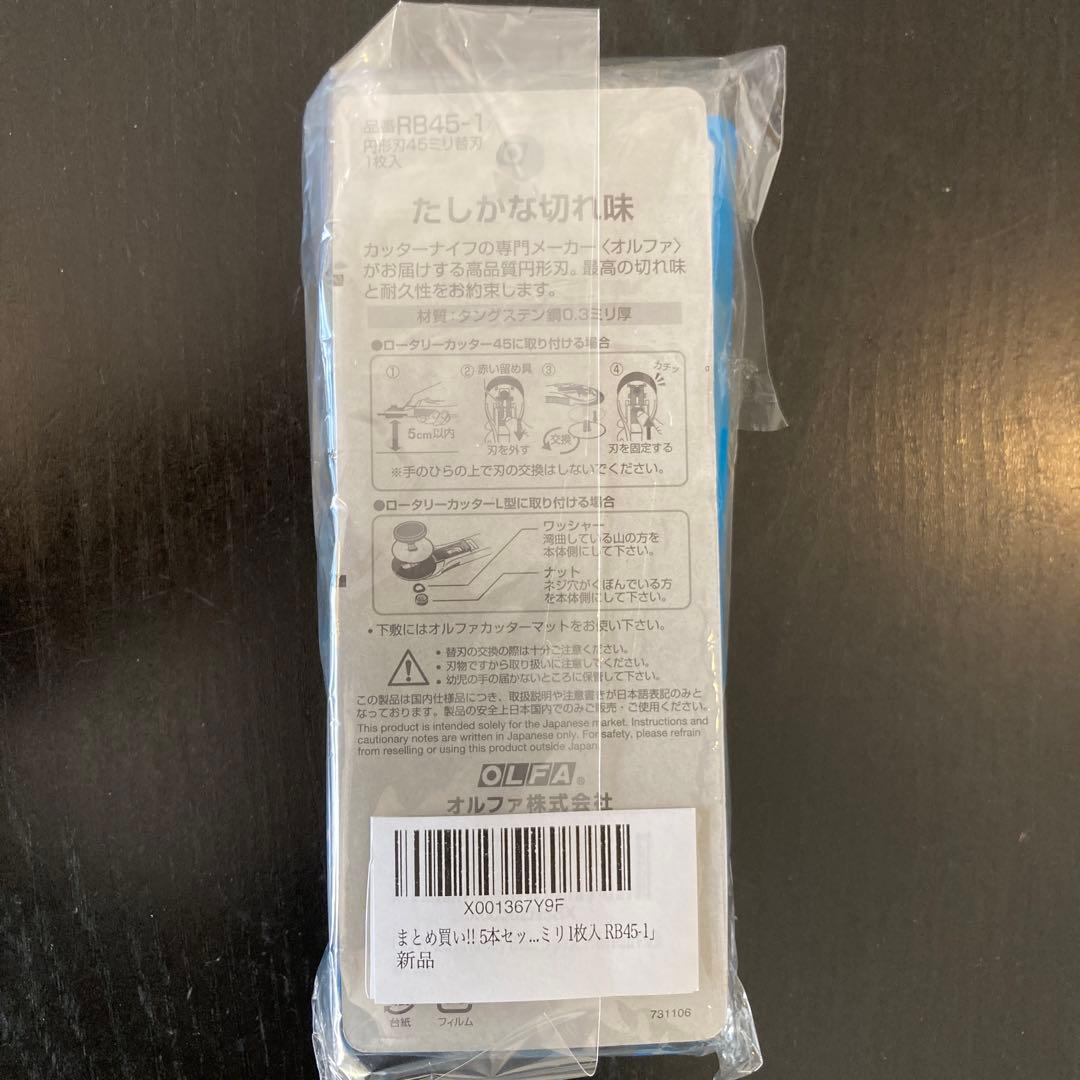 品番RB45-1
円形刃45ミリ替刃
1枚入
たしかな切れ味
カッターナイフの専門メーカー〈オルファ〉
がお届けする高品質円形刃。最高の切れ味
と耐久性をお約束します。
材質:タングステン鋼0.3ミリ厚
●ロータリーカッター45に取り付ける場合
① ②赤い留め具 ③ ④ カチッ
5cm以内 刃を外す 交換 刃を固定する
※手のひらの上で刃の交換はしないでください。
●ロータリーカッターL型に取り付ける場合
ワッシャー
湾曲している山の方を
本体側にして下さい。
ナット
ネジ穴がくぼんでいる方
を本体側にして下さい。
・下敷にはオルファカッターマットをお使い下さい。
・替刃の交換の際は十分ご注意ください。
・刃物ですから取り扱いに注意してください。
・幼児の手の届かないところに保管して下さい。
この製品は国内仕様品につき、取扱説明や注意書きが日本語表記のみと
なっております。製品の安全上日本国内でのみご販売・ご使用ください。
This product is intended solely for the Japanese market. Instructions and
cautionary notes are written in Japanese only. For safety, please refrain
from reselling or using this product outside Japan.
OLFA®
オルファ株式会社
X001367Y9F
まとめ買い!! 5本セッ...ミリ 1枚入 RB45-1」
新品
台紙 フィルム
731106